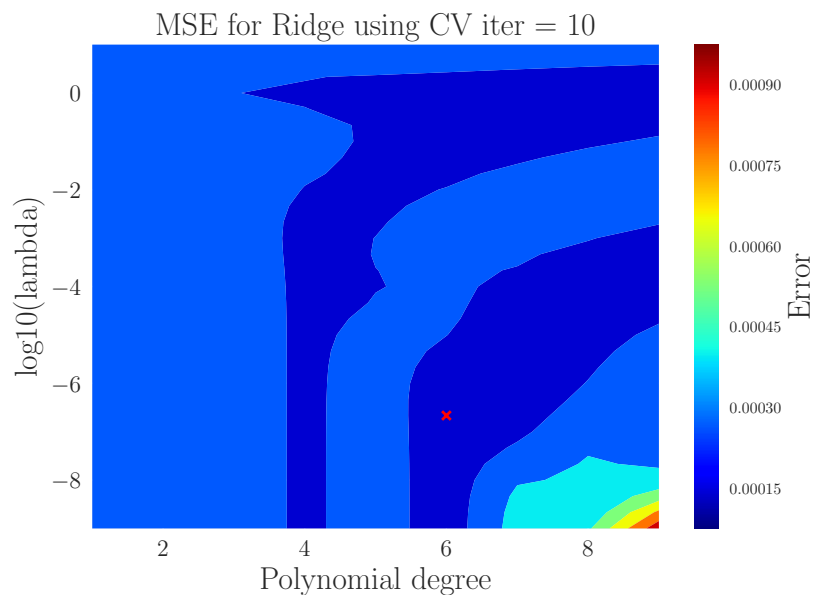 MSE for Ridge using CV iter = 10
log10(lambda)
0
−2
−4
−6
−8
2 4 6 8
Polynomial degree
0.00090
0.00075
0.00060
0.00045
0.00030
0.00015
Error